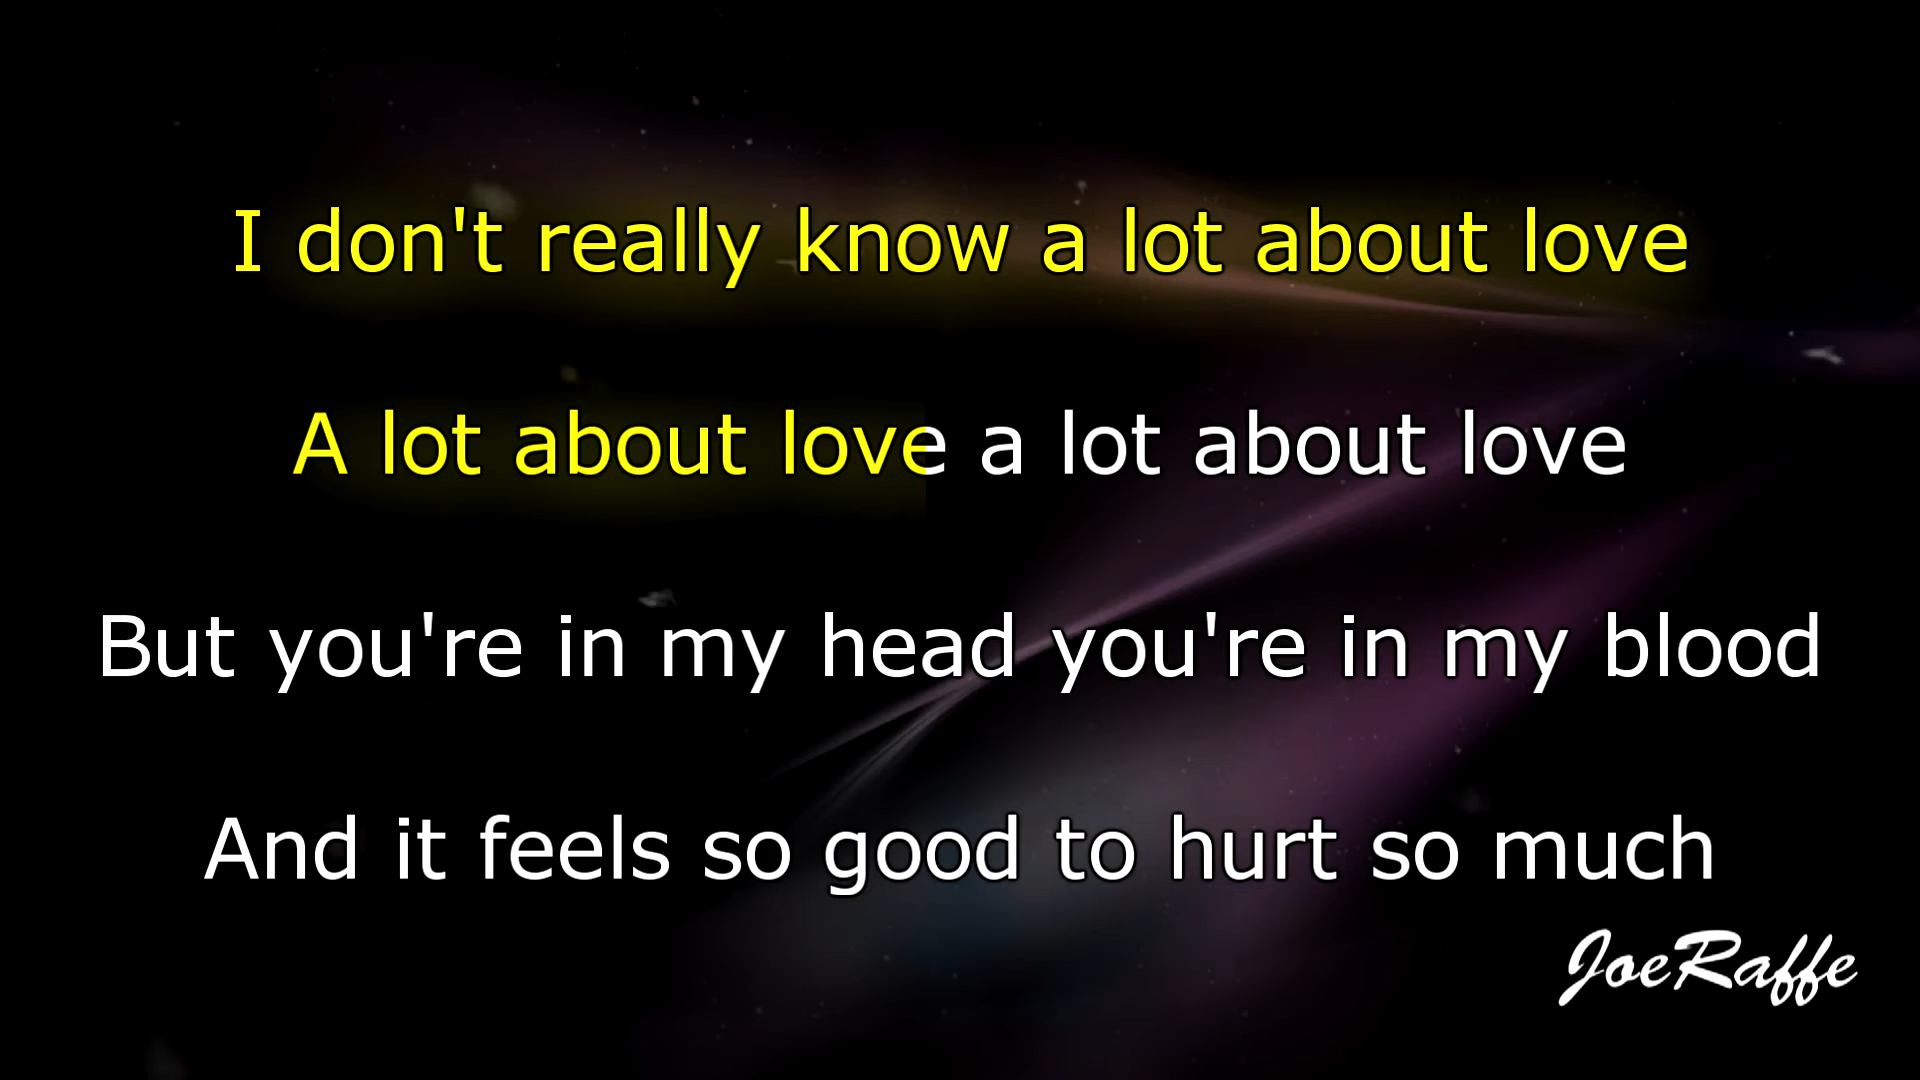 I don't really know a lot about love
A lot about love a lot about love
But you're in my head you're in my blood
And it feels so good to hurt so much
JoeRaffe